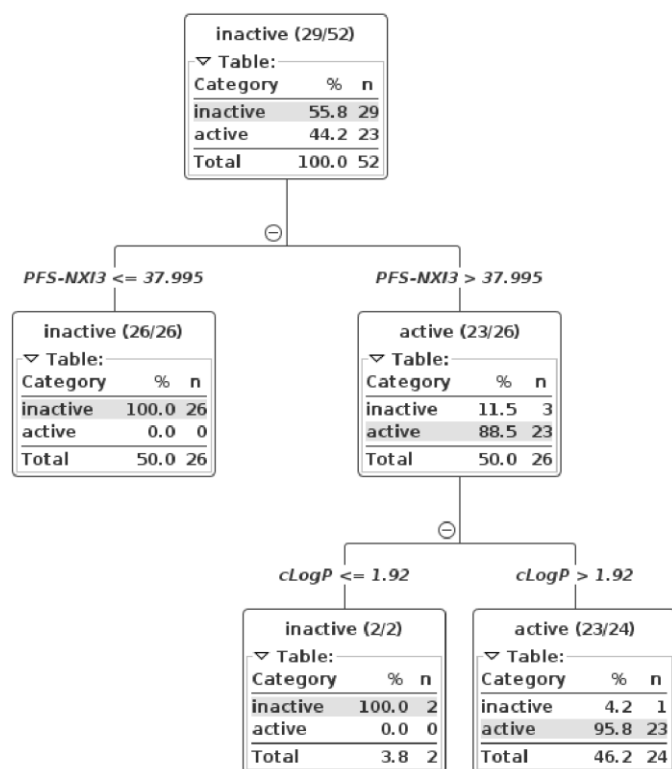 inactive (29/52)
▽ Table:
Category % n
inactive 55.8 29
active 44.2 23
Total 100.0 52
PFS-NXI3 <= 37.995
PFS-NXI3 > 37.995
inactive (26/26)
▽ Table:
Category % n
inactive 100.0 26
active 0.0 0
Total 50.0 26
active (23/26)
▽ Table:
Category % n
inactive 11.5 3
active 88.5 23
Total 50.0 26
cLogP <= 1.92
cLogP > 1.92
inactive (2/2)
▽ Table:
Category % n
inactive 100.0 2
active 0.0 0
Total 3.8 2
active (23/24)
▽ Table:
Category % n
inactive 4.2 1
active 95.8 23
Total 46.2 24